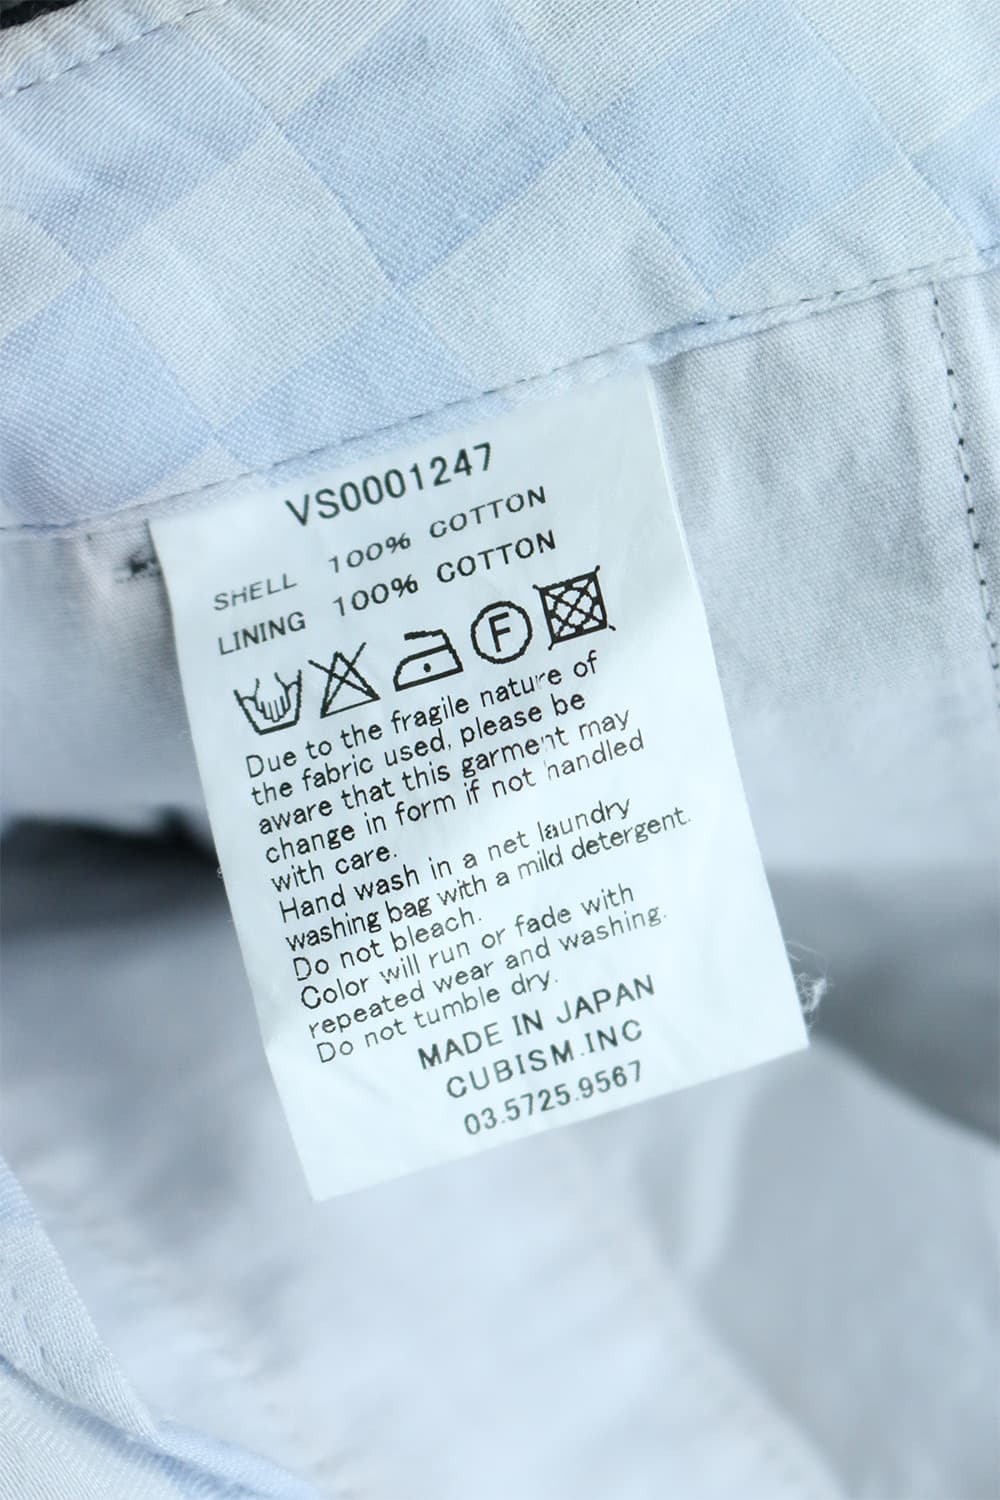 VS0001247
SHELL 100% COTTON
LINING 100% COTTON
F
Due to the fragile nature of
the fabric used, please be
aware that this garment may
change in form if not handled
with care.
Hand wash in a net laundry
washing bag with a mild detergent.
Do not bleach.
Color will run or fade with
repeated wear and washing.
Do not tumble dry.
MADE IN JAPAN
CUBISM.INC
03.5725.9567